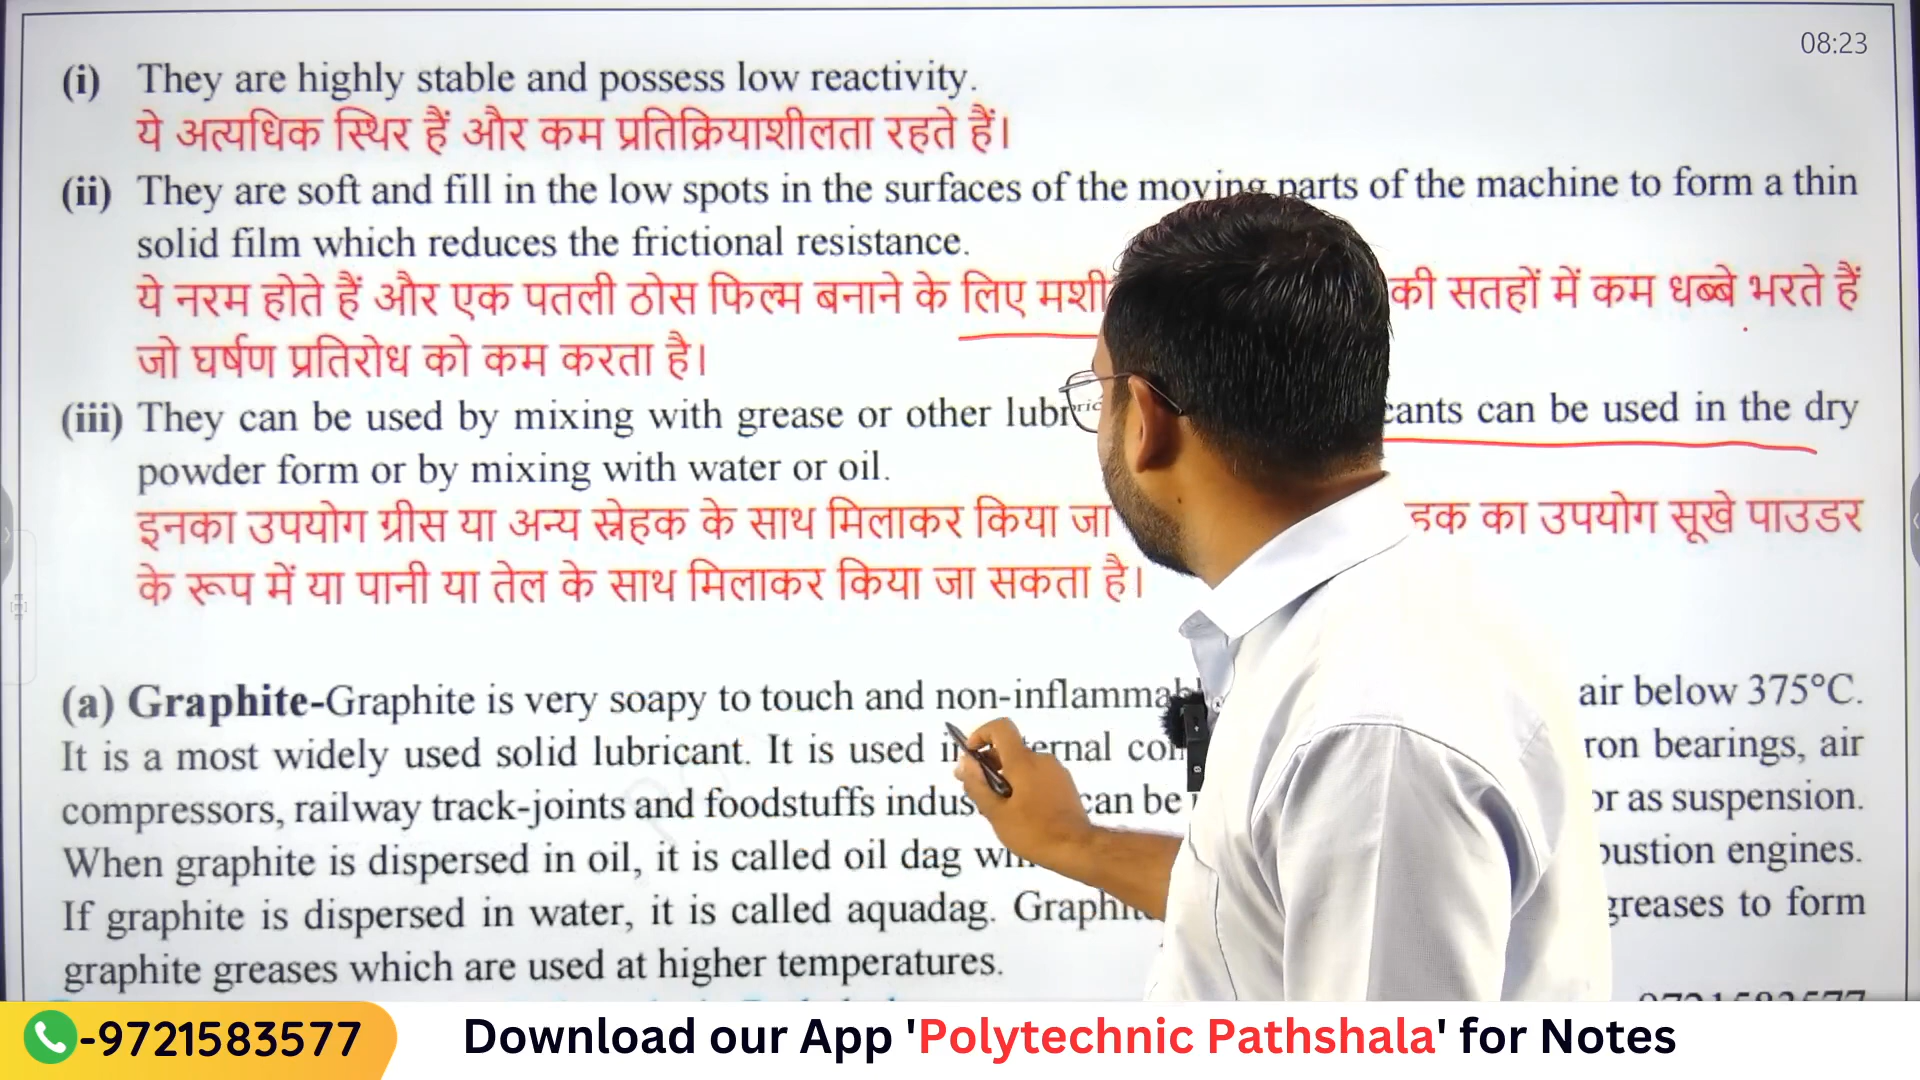 08:23
(i) They are highly stable and possess low reactivity.
ये अत्यधिक स्थिर हैं और कम प्रतिक्रियाशीलता रहते हैं।
(ii) They are soft and fill in the low spots in the surfaces of the moving parts of the machine to form a thin
solid film which reduces the frictional resistance.
ये नरम होते हैं और एक पतली ठोस फिल्म बनाने के लिए की सतहों में कम धब्बे भरते हैं
जो घर्षण प्रतिरोध को कम करता है।
(iii) They can be used by mixing with grease or other can be used in the dry
powder form or by mixing with water or oil.
इनका उपयोग ग्रीस या अन्य स्नेहक के साथ मिलाकर किया जा का उपयोग सूखे पाउडर
के रूप में या पानी या तेल के साथ मिलाकर किया जा सकता है।
(a) Graphite-Graphite is very soapy to touch and air below 375°C.
It is a most widely used solid lubricant. It is used bearings, air
compressors, railway track-joints and foodstuffs can be or as suspension.
When graphite is dispersed in oil, it is called oil dag engines.
If graphite is dispersed in water, it is called aquadag. greases to form
graphite greases which are used at higher temperatures.
-9721583577 Download our App 'Polytechnic Pathshala' for Notes